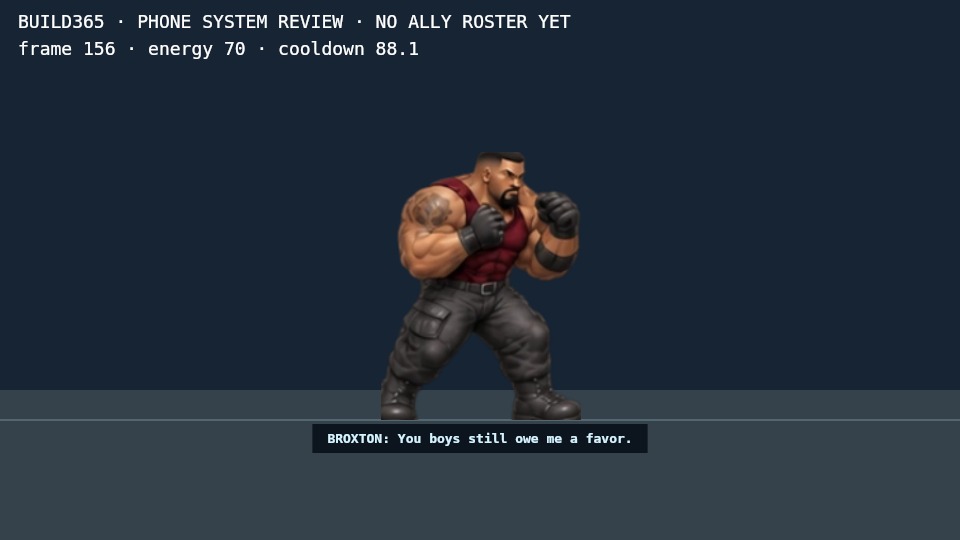 BUILD365 · PHONE SYSTEM REVIEW · NO ALLY ROSTER YET
frame 156 · energy 70 · cooldown 88.1
BROXTON: You boys still owe me a favor.